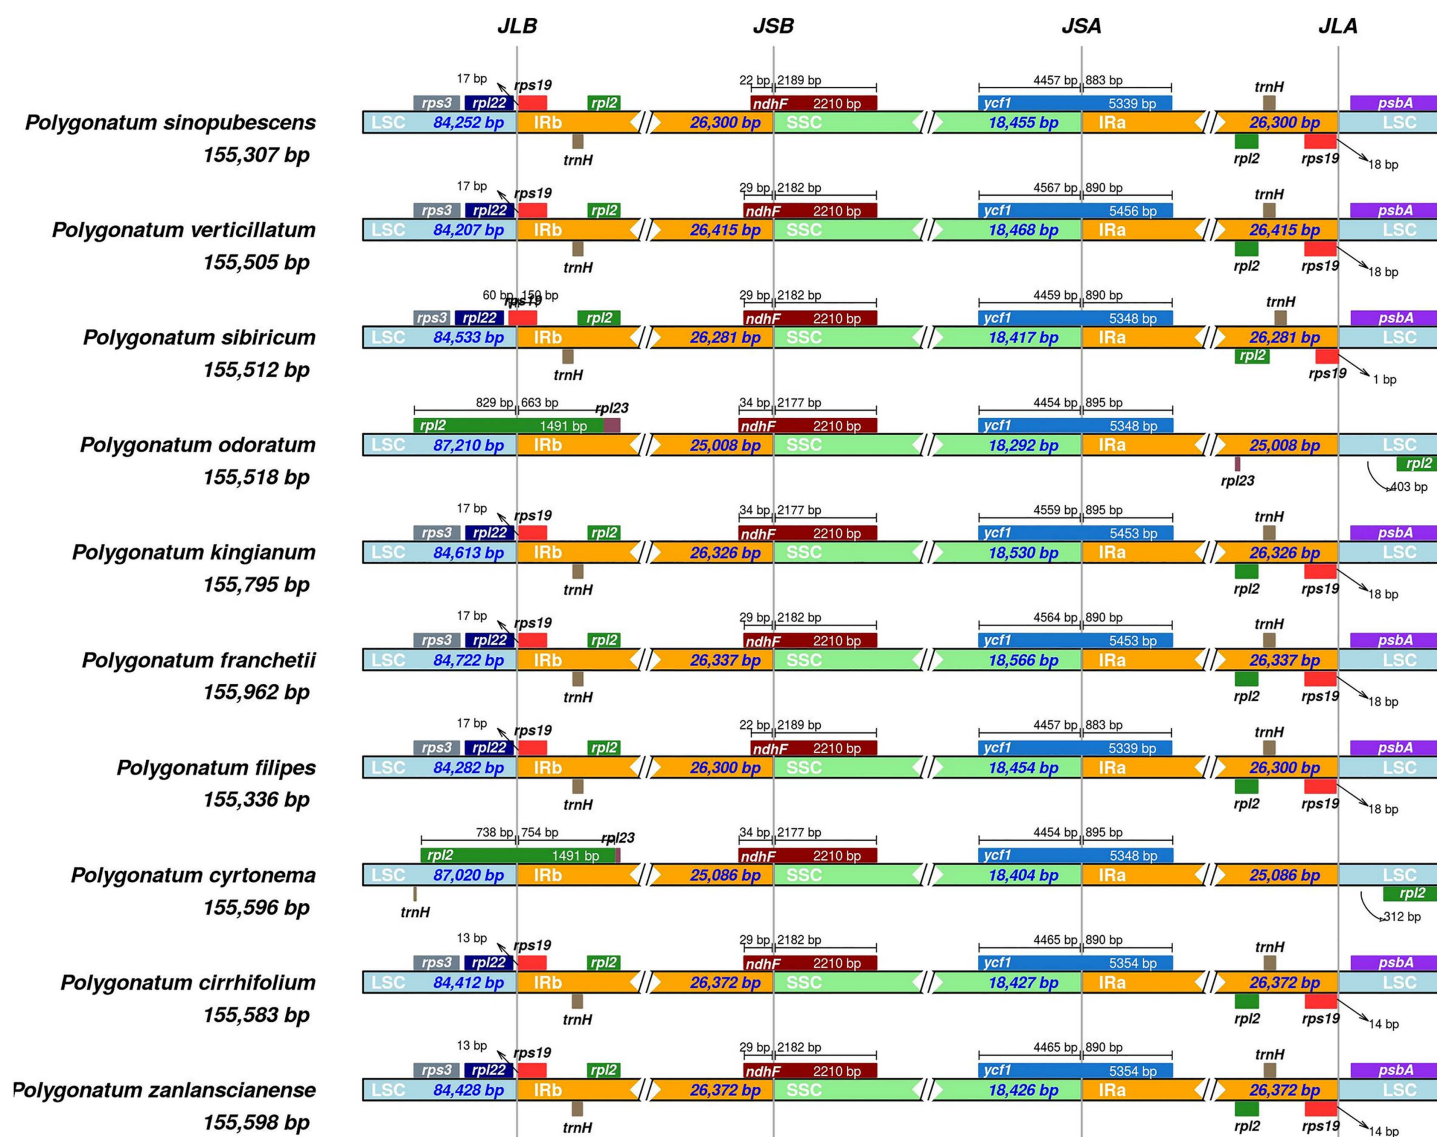 JLB JSB JSA JLA
17 bp rps19 22 bp 2189 bp 4457 bp 883 bp trnH
rps3 rpl22 rpl2 ndhF 2210 bp ycf1 5339 bp psbA
Polygonatum sinopubescens LSC 84,252 bp IRb 26,300 bp SSC 18,455 bp IRa 26,300 bp LSC
155,307 bp trnH rpl2 rps19 18 bp
17 bp rps19 29 bp 2182 bp 4567 bp 890 bp trnH
rps3 rpl22 rpl2 ndhF 2210 bp ycf1 5456 bp psbA
Polygonatum verticillatum LSC 84,207 bp IRb 26,415 bp SSC 18,468 bp IRa 26,415 bp LSC
155,505 bp trnH rpl2 rps19 18 bp
60 bp 150 bp rps19 29 bp 2182 bp 4459 bp 890 bp trnH
rps3 rpl22 rpl2 ndhF 2210 bp ycf1 5348 bp psbA
Polygonatum sibiricum LSC 84,533 bp IRb 26,281 bp SSC 18,417 bp IRa 26,281 bp LSC
155,512 bp trnH rpl2 rps19 1 bp
829 bp 663 bp rpl23 34 bp 2177 bp 4454 bp 895 bp
rpl2 1491 bp ndhF 2210 bp ycf1 5348 bp
Polygonatum odoratum LSC 87,210 bp IRb 25,008 bp SSC 18,292 bp IRa 25,008 bp LSC
155,518 bp rpl23 rpl2 403 bp
17 bp rps19 34 bp 2177 bp 4559 bp 895 bp trnH
rps3 rpl22 rpl2 ndhF 2210 bp ycf1 5453 bp psbA
Polygonatum kingianum LSC 84,613 bp IRb 26,326 bp SSC 18,530 bp IRa 26,326 bp LSC
155,795 bp trnH rpl2 rps19 18 bp
17 bp rps19 29 bp 2182 bp 4564 bp 890 bp trnH
rps3 rpl22 rpl2 ndhF 2210 bp ycf1 5453 bp psbA
Polygonatum franchetii LSC 84,722 bp IRb 26,337 bp SSC 18,566 bp IRa 26,337 bp LSC
155,962 bp trnH rpl2 rps19 18 bp
17 bp rps19 22 bp 2189 bp 4457 bp 883 bp trnH
rps3 rpl22 rpl2 ndhF 2210 bp ycf1 5339 bp psbA
Polygonatum filipes LSC 84,282 bp IRb 26,300 bp SSC 18,454 bp IRa 26,300 bp LSC
155,336 bp trnH rpl2 rps19 18 bp
738 bp 754 bp rpl23 34 bp 2177 bp 4454 bp 895 bp
rpl2 1491 bp ndhF 2210 bp ycf1 5348 bp
Polygonatum cyrtonema LSC 87,020 bp IRb 25,086 bp SSC 18,404 bp IRa 25,086 bp LSC
155,596 bp trnH rpl2 312 bp
13 bp rps19 29 bp 2182 bp 4465 bp 890 bp trnH
rps3 rpl22 rpl2 ndhF 2210 bp ycf1 5354 bp psbA
Polygonatum cirrhifolium LSC 84,412 bp IRb 26,372 bp SSC 18,427 bp IRa 26,372 bp LSC
155,583 bp trnH rpl2 rps19 14 bp
13 bp rps19 29 bp 2182 bp 4465 bp 890 bp trnH
rps3 rpl22 rpl2 ndhF 2210 bp ycf1 5354 bp psbA
Polygonatum zanlanscianense LSC 84,428 bp IRb 26,372 bp SSC 18,426 bp IRa 26,372 bp LSC
155,598 bp trnH rpl2 rps19 14 bp